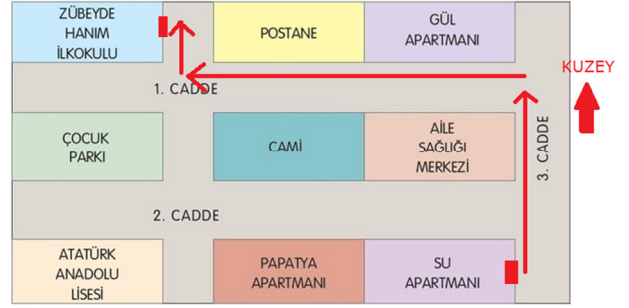 ZÜBEYDE
HANIM
İLKOKULU
POSTANE
GÜL
APARTMANI
KUZEY
1. CADDE
ÇOCUK
PARKI
CAMİ
AİLE
SAĞLIĞI
MERKEZİ
3. CADDE
2. CADDE
ATATÜRK
ANADOLU
LİSESİ
PAPATYA
APARTMANI
SU
APARTMANI